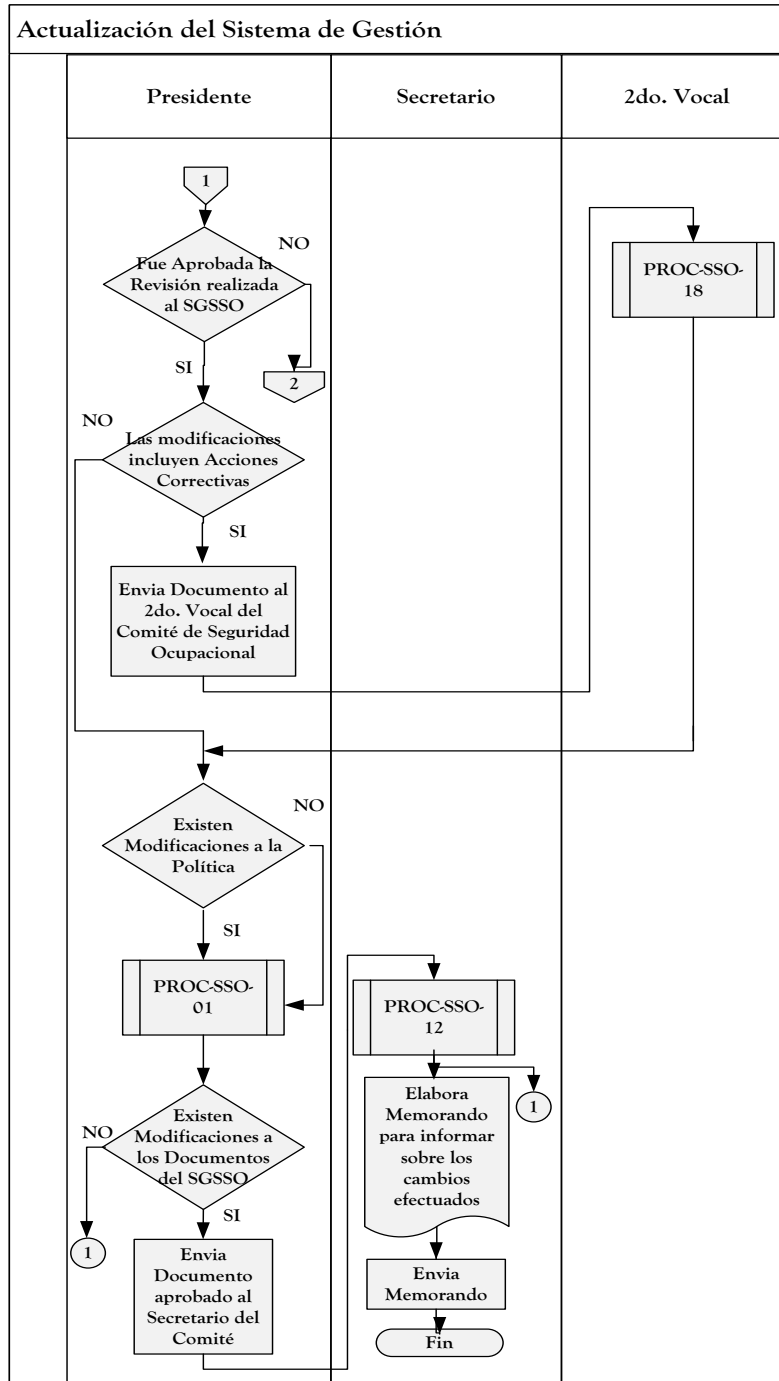 Actualización del Sistema de Gestión
Presidente
Secretario
2do. Vocal
1
Fue Aprobada la
Revisión realizada
al SGSSO
NO
SI
2
PROC-SSO-
18
NO
Las modificaciones
incluyen Acciones
Correctivas
SI
Envia Documento al
2do. Vocal del
Comité de Seguridad
Ocupacional
Existen
Modificaciones a la
Política
NO
SI
PROC-SSO-
01
Existen
Modificaciones a
los Documentos
del SGSSO
NO
1
SI
Envia
Documento
aprobado al
Secretario del
Comité
PROC-SSO-
12
1
Elabora
Memorando
para informar
sobre los
cambios
efectuados
Envia
Memorando
Fin